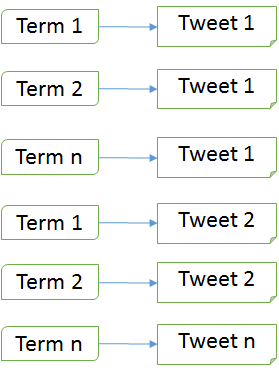 Term 1 Tweet 1
Term 2 Tweet 1
Term n Tweet 1
Term 1 Tweet 2
Term 2 Tweet 2
Term n Tweet n